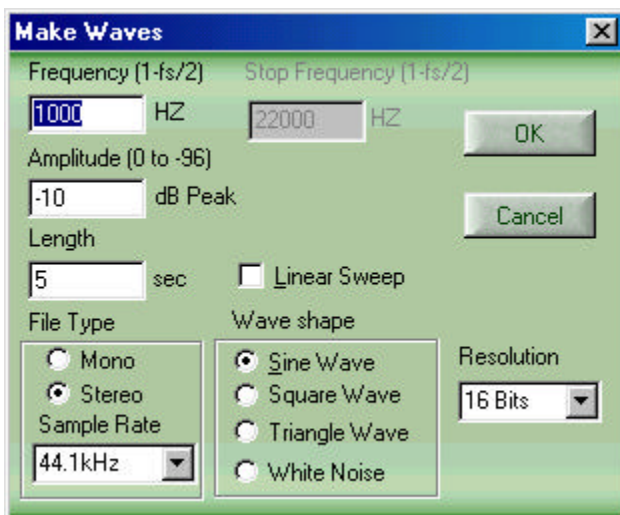 Make Waves
Frequency (1-fs/2)
Stop Frequency (1-fs/2)
1000 HZ
22000 HZ
OK
Amplitude (0 to -96)
-10 dB Peak
Cancel
Length
5 sec
Linear Sweep
File Type
Wave shape
Mono
Sine Wave
Resolution
Stereo
Square Wave
16 Bits
Sample Rate
Triangle Wave
44.1kHz
White Noise